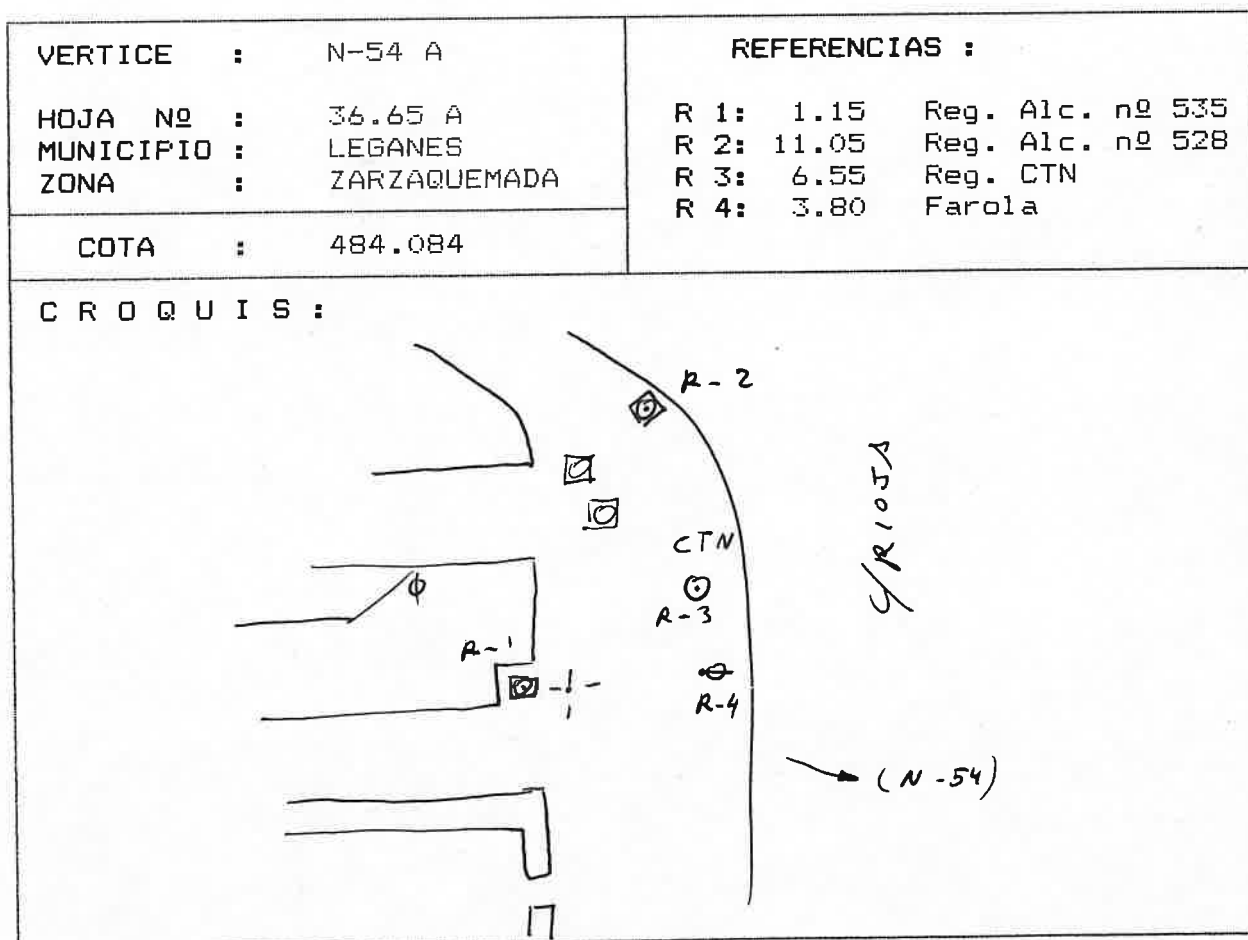 VERTICE : N-54 A
HOJA Nº : 36.65 A
MUNICIPIO : LEGANES
ZONA : ZARZAQUEMADA
COTA : 484.084
REFERENCIAS :
R 1: 1.15 Reg. Alc. nº 535
R 2: 11.05 Reg. Alc. nº 528
R 3: 6.55 Reg. CTN
R 4: 3.80 Farola
C R O Q U I S :
R-2
CTN
R-3
R-1
R-4
C/RIOJA
(N-54)